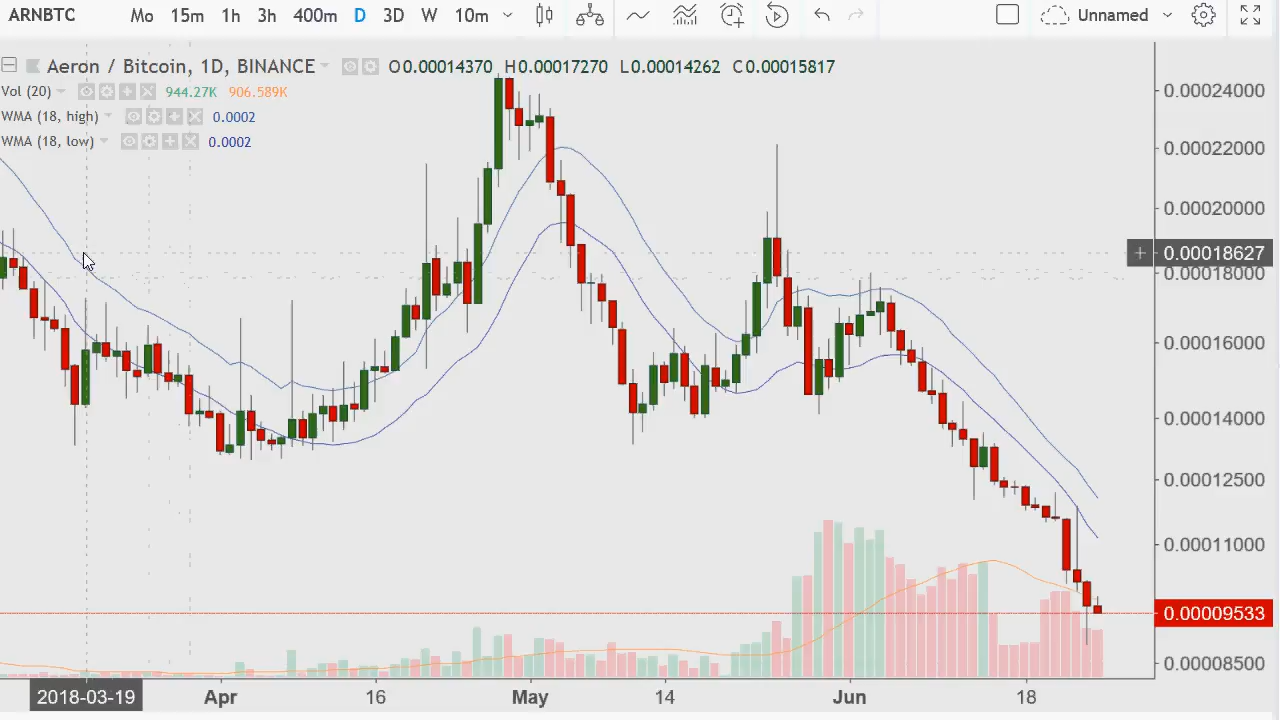 ARNBTC Mo 15m 1h 3h 400m D 3D W 10m Unnamed
Aeron / Bitcoin, 1D, BINANCE O0.00014370 H0.00017270 L0.00014262 C0.00015817
Vol (20) 944.27K 906.589K
WMA (18, high) 0.0002
WMA (18, low) 0.0002
0.00024000
0.00022000
0.00020000
0.00018627
0.00018000
0.00016000
0.00014000
0.00012500
0.00011000
0.00009533
0.00008500
2018-03-19 Apr 16 May 14 Jun 18